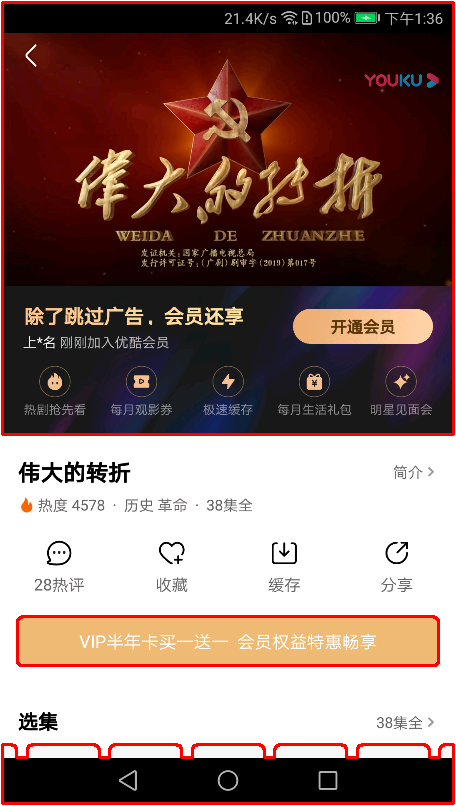 21.4K/s 100% 下午1:36
YOUKU
偉大的转折
WEIDA DE ZHUANZHE
发证机关:国家广播电视总局
发行许可证号:(广剧)剧审字(2019)第017号
除了跳过广告，会员还享
开通会员
上*名 刚刚加入优酷会员
热剧抢先看 每月观影券 极速缓存 每月生活礼包 明星见面会
伟大的转折 简介
热度 4578 · 历史 革命 · 38集全
28热评 收藏 缓存 分享
VIP半年卡买一送一 会员权益特惠畅享
选集 38集全